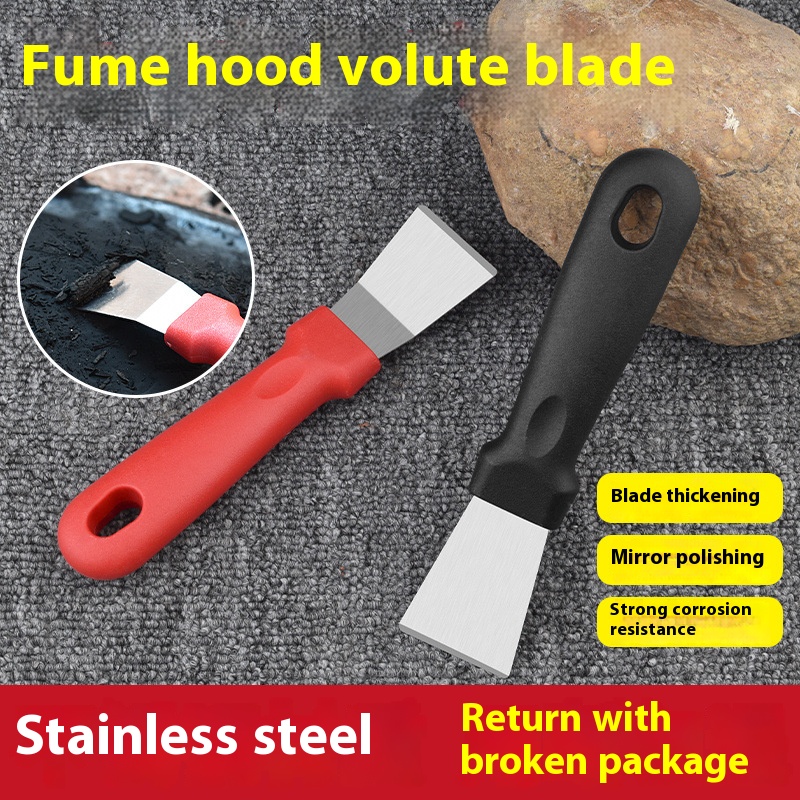 Fume hood volute blade
Blade thickening
Mirror polishing
Strong corrosion
resistance
Stainless steel
Return with
broken package